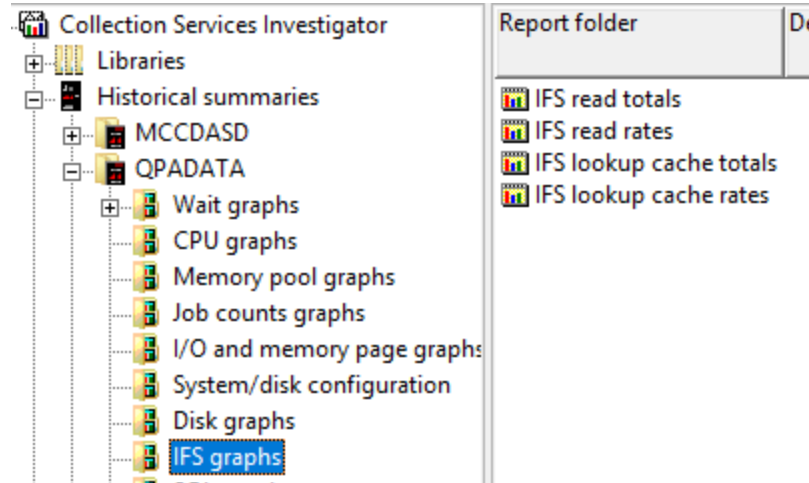 Collection Services Investigator
Libraries
Historical summaries
MCCDASD
QPADATA
Wait graphs
CPU graphs
Memory pool graphs
Job counts graphs
I/O and memory page graphs
System/disk configuration
Disk graphs
IFS graphs
Report folder
De
IFS read totals
IFS read rates
IFS lookup cache totals
IFS lookup cache rates